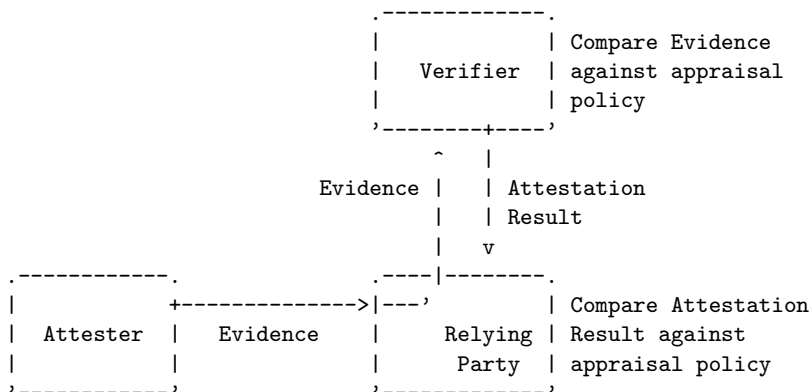 Compare Evidence
Verifier against appraisal
policy
Evidence Attestation
Result
Compare Attestation
Attester Evidence Relying Result against
Party appraisal policy